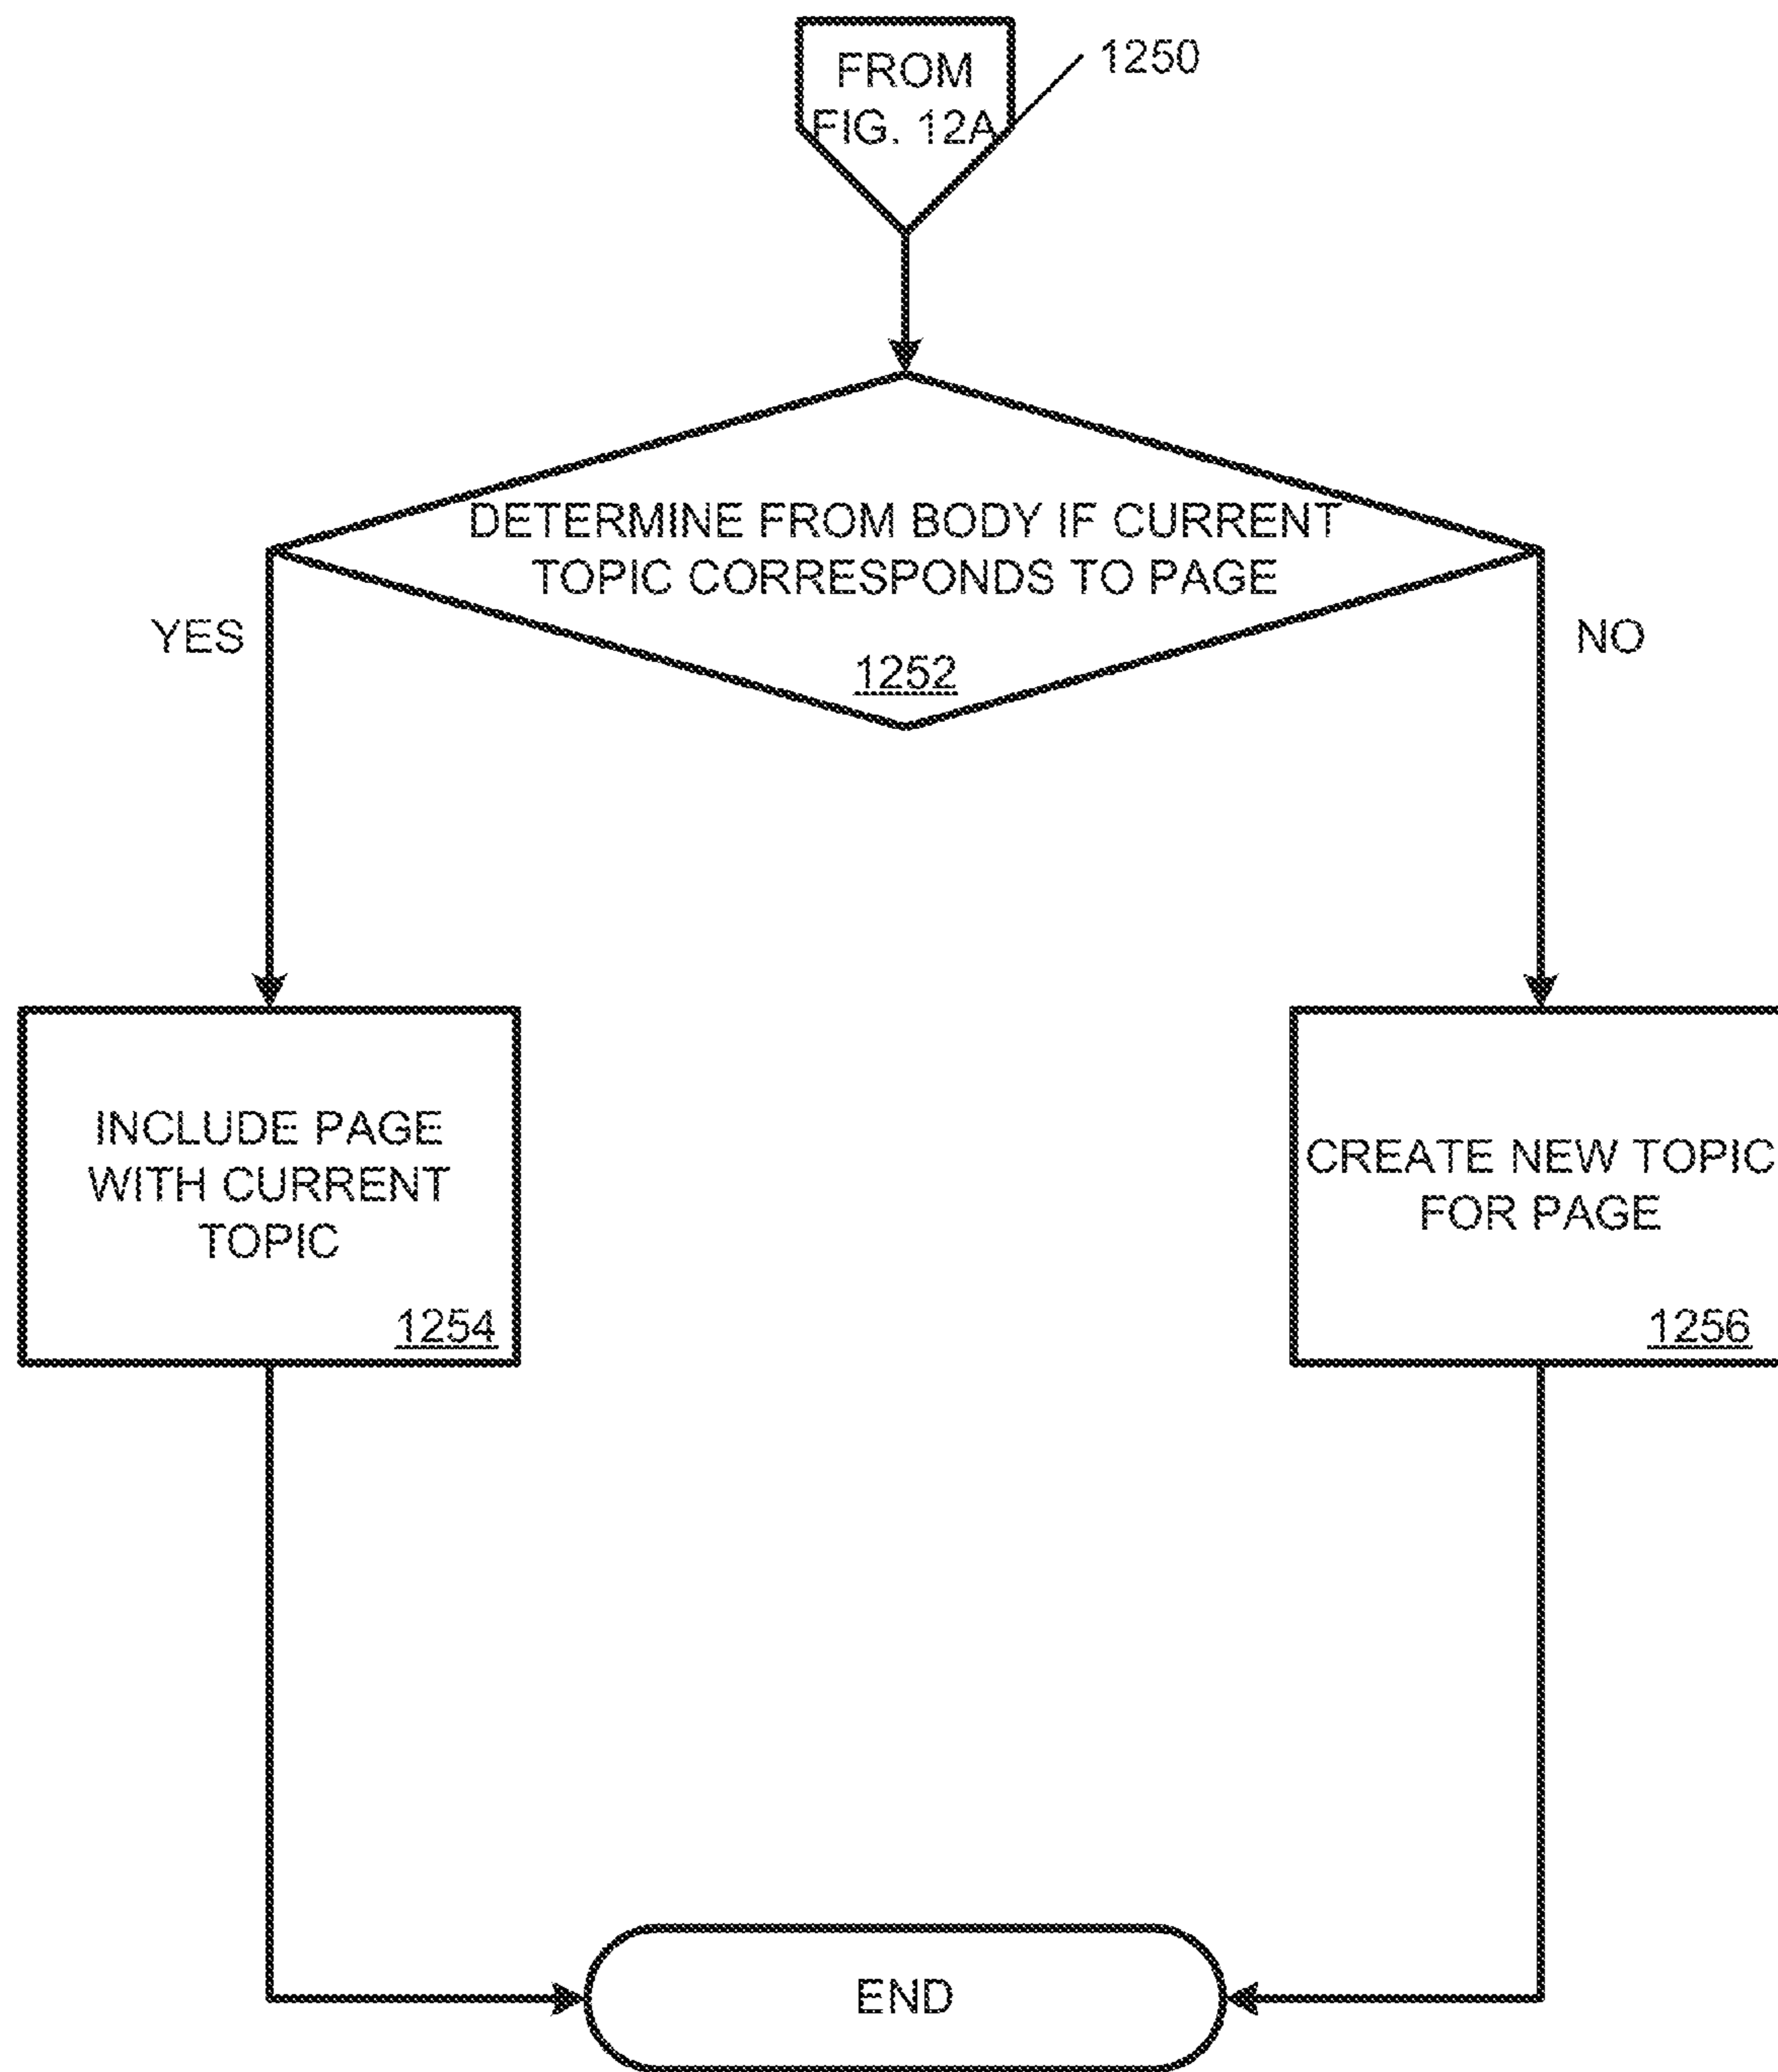 FROM
FIG. 12A
1250
DETERMINE FROM BODY IF CURRENT
TOPIC CORRESPONDS TO PAGE
1252
YES
NO
INCLUDE PAGE
WITH CURRENT
TOPIC
1254
CREATE NEW TOPIC
FOR PAGE
1256
END